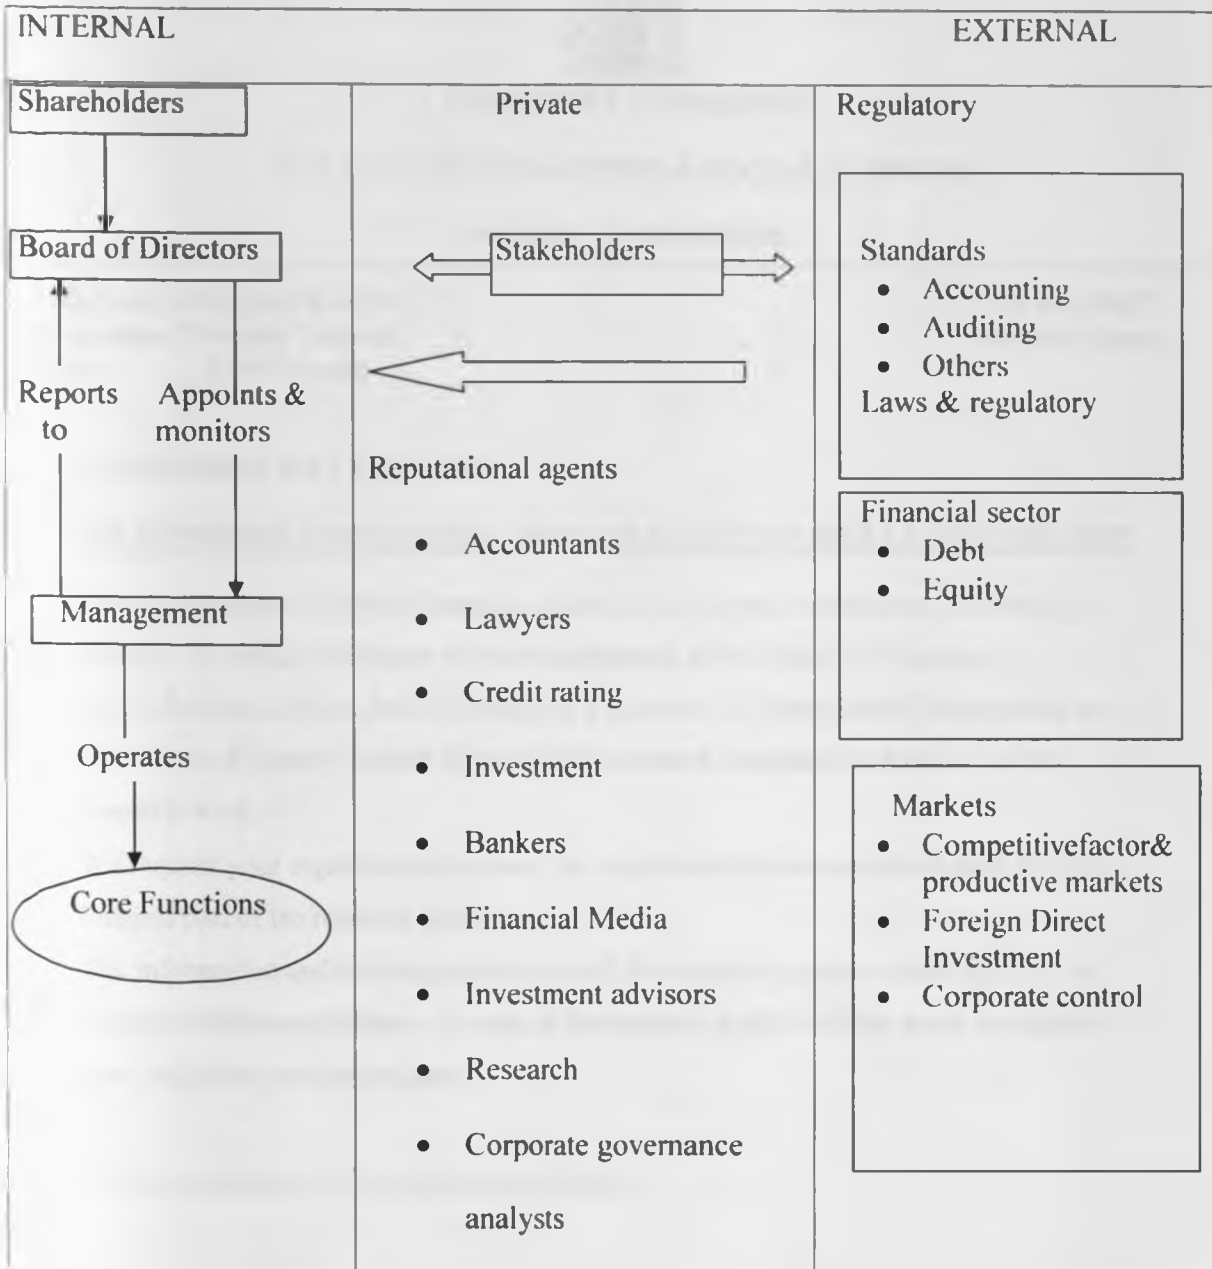 INTERNAL
EXTERNAL
Shareholders
Board of Directors
Reports
to
Appoints &
monitors
Management
Operates
Core Functions
Private
Stakeholders
Reputational agents
• Accountants
• Lawyers
• Credit rating
• Investment
• Bankers
• Financial Media
• Investment advisors
• Research
• Corporate governance
analysts
Regulatory
Standards
• Accounting
• Auditing
• Others
Laws & regulatory
Financial sector
• Debt
• Equity
Markets
• Competitivefactor&
productive markets
• Foreign Direct
Investment
• Corporate control